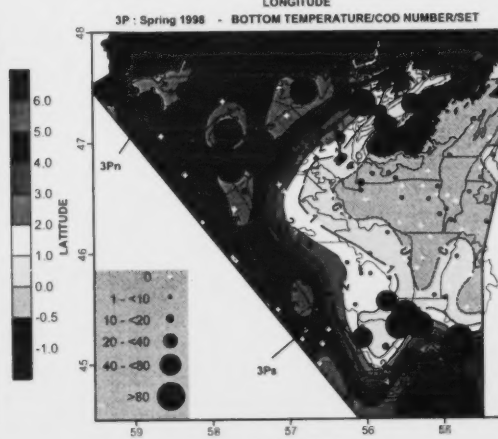 LONGITUDE
3P : Spring 1998 - BOTTOM TEMPERATURE/COD NUMBER/SET
48
47
46
45
LATITUDE
6.0
5.0
4.0
3.0
2.0
1.0
0.0
-0.5
-1.0
3Pn
3Ps
0
1 - <10
10 - <20
20 - <40
40 - <80
>80
59
58
57
56
55
54